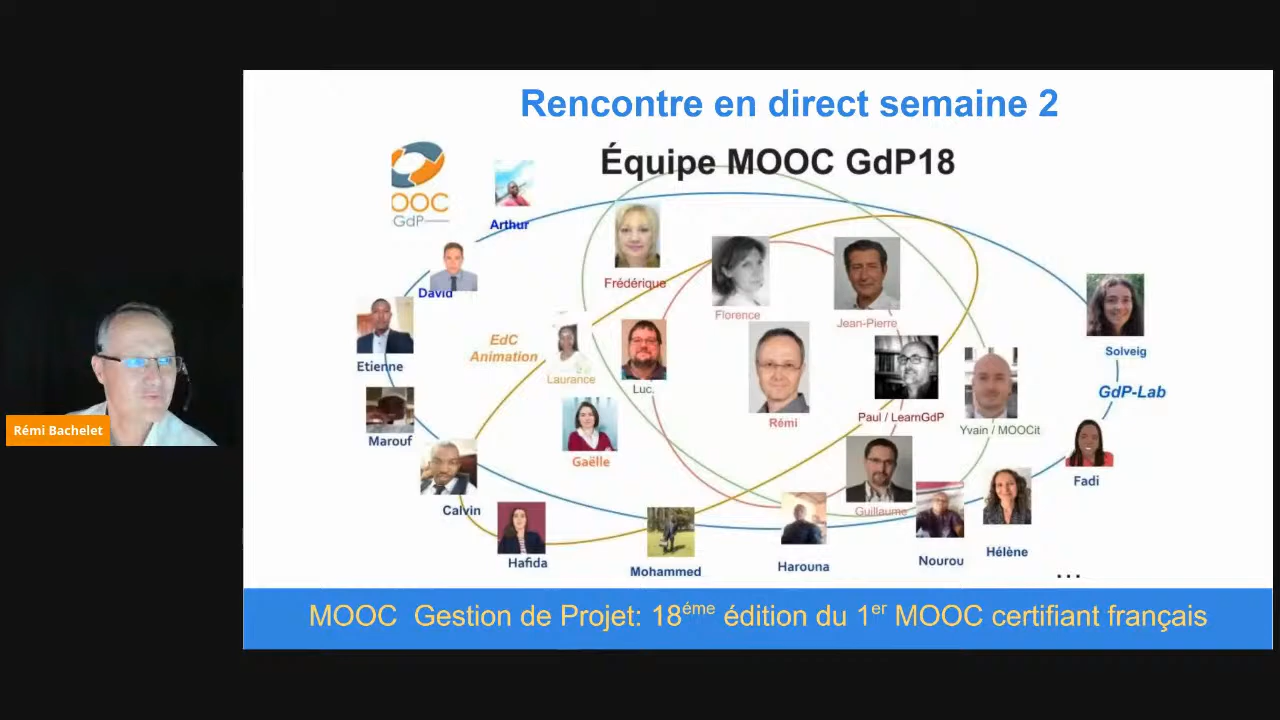 Rencontre en direct semaine 2
Équipe MOOC GdP18
OOC
GdP
Arthur
David
Frédérique
Florence
Jean-Pierre
Etienne
EdC
Animation
Laurance
Luc.
Rémi
Paul / LearnGdP
Yvain / MOOCit
Solveig
GdP-Lab
Rémi Bachelet
Marouf
Gaëlle
Fadi
Calvin
Guillaume
Hafida
Mohammed
Harouna
Nourou
Hélène
...
MOOC Gestion de Projet: 18éme édition du 1er MOOC certifiant français